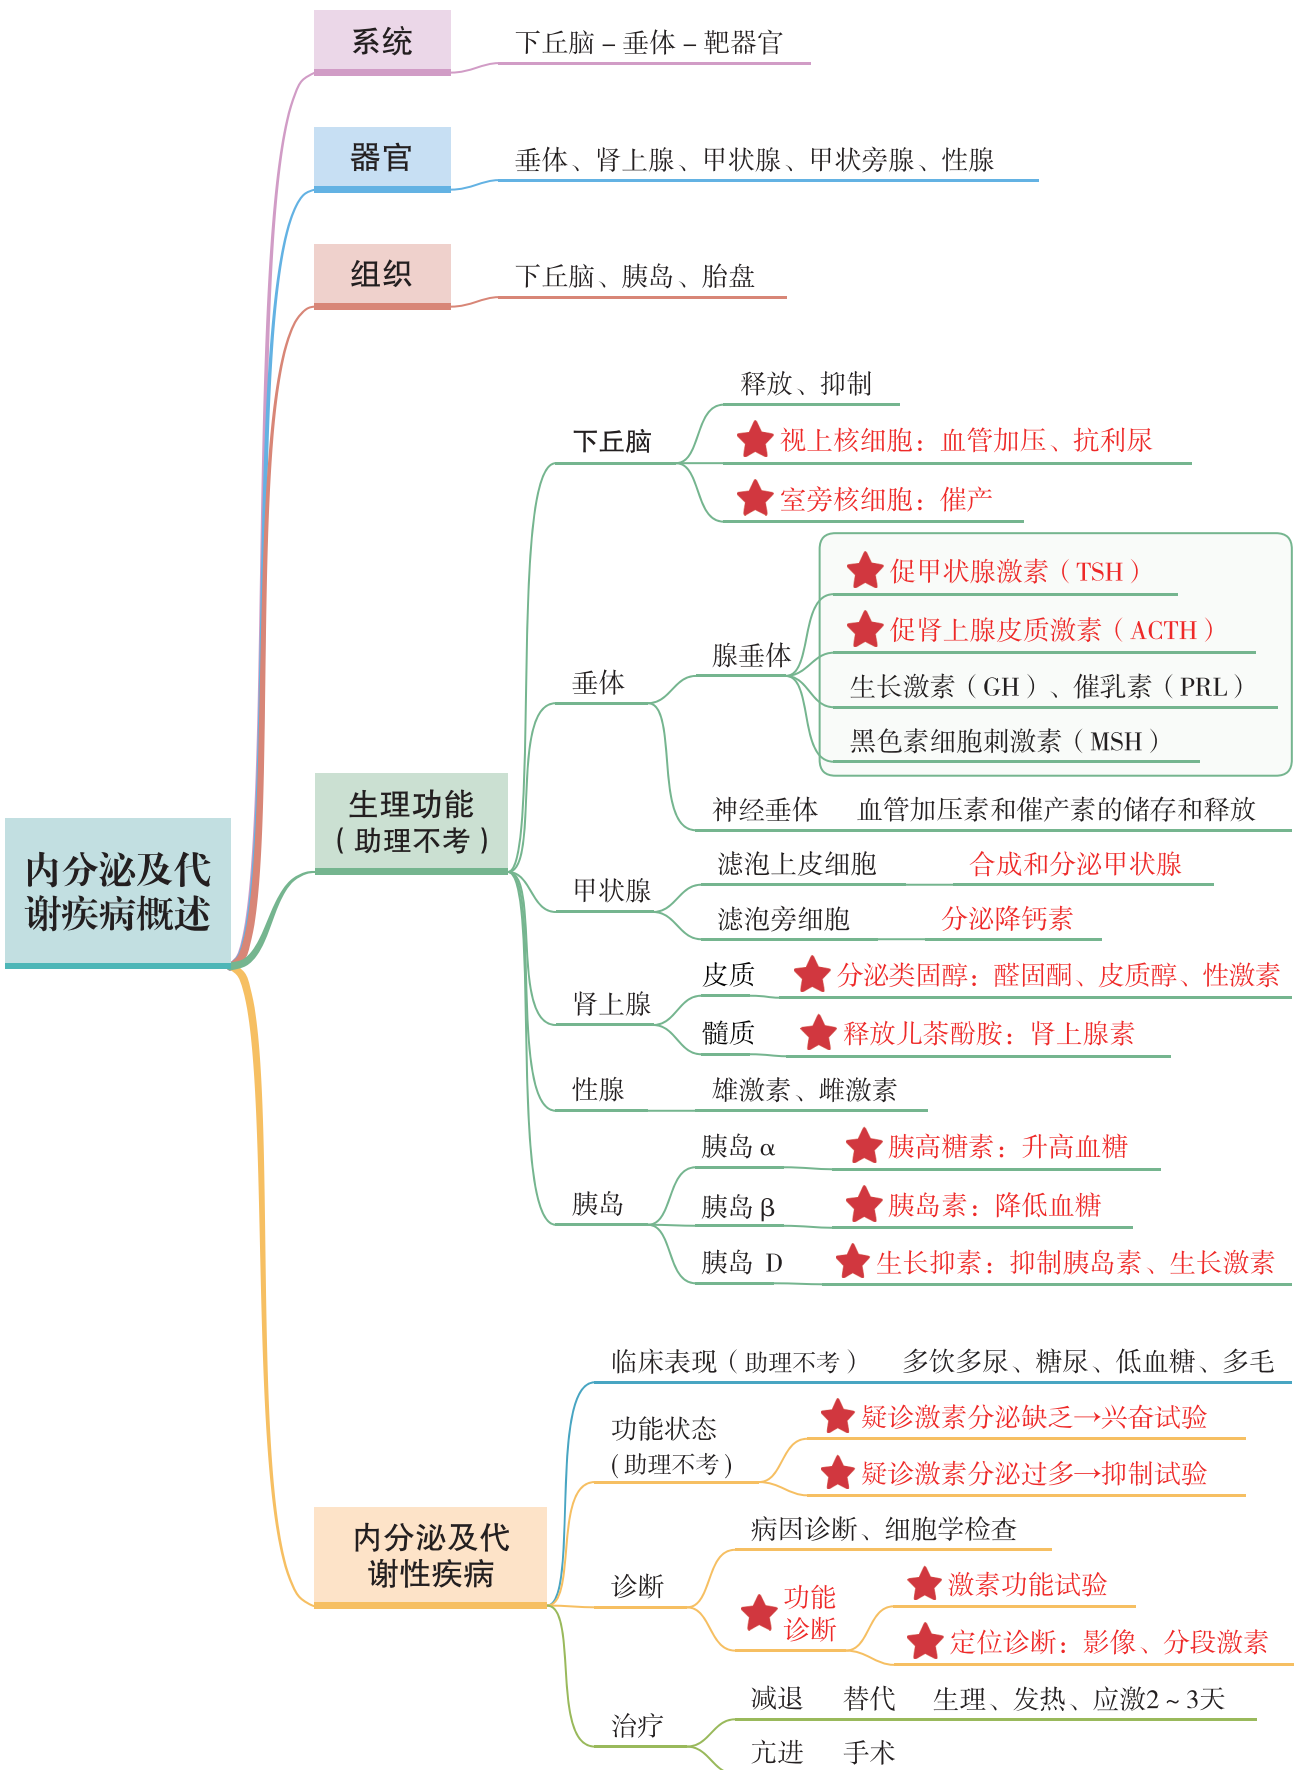 系统
下丘脑－垂体－靶器官
器官
垂体、肾上腺、甲状腺、甲状旁腺、性腺
组织
下丘脑、胰岛、胎盘
内分泌及代
谢疾病概述
生理功能
（助理不考）
下丘脑
释放、抑制
视上核细胞：血管加压、抗利尿
室旁核细胞：催产
垂体
腺垂体
促甲状腺激素（TSH）
促肾上腺皮质激素（ACTH）
生长激素（GH）、催乳素（PRL）
黑色素细胞刺激素（MSH）
神经垂体 血管加压素和催产素的储存和释放
甲状腺
滤泡上皮细胞 合成和分泌甲状腺
滤泡旁细胞 分泌降钙素
肾上腺
皮质 分泌类固醇：醛固酮、皮质醇、性激素
髓质 释放儿茶酚胺：肾上腺素
性腺 雄激素、雌激素
胰岛
胰岛 α 胰高糖素：升高血糖
胰岛 β 胰岛素：降低血糖
胰岛 D 生长抑素：抑制胰岛素、生长激素
内分泌及代
谢性疾病
临床表现（助理不考） 多饮多尿、糖尿、低血糖、多毛
功能状态
（助理不考）
疑诊激素分泌缺乏→兴奋试验
疑诊激素分泌过多→抑制试验
诊断
病因诊断、细胞学检查
功能
诊断
激素功能试验
定位诊断：影像、分段激素
治疗
减退 替代 生理、发热、应激2～3天
亢进 手术